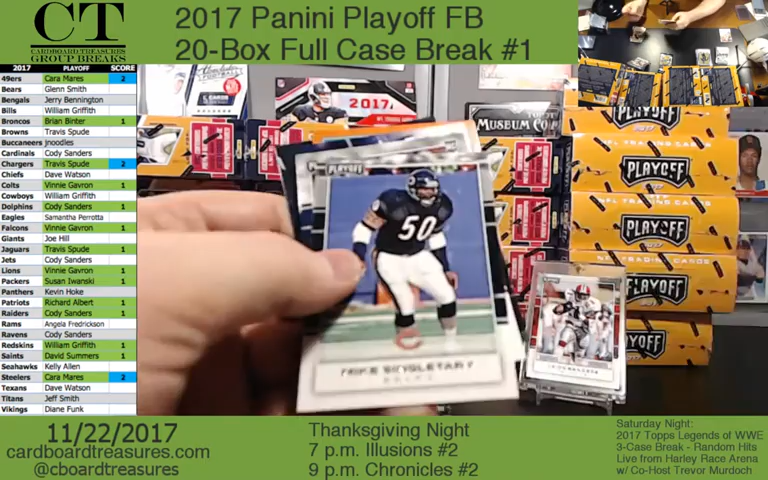 CT
CARDBOARD TREASURES
GROUP BREAKS
2017 Panini Playoff FB
20-Box Full Case Break #1
2017 PLAYOFF SCORE
49ers Cara Mares 2
Bears Glenn Smith
Bengals Jerry Bennington
Bills William Griffith
Broncos Brian Binter 1
Browns Travis Spude
Buccaneers Jnoodles
Cardinals Cody Sanders
Chargers Travis Spude 2
Chiefs Dave Watson
Colts Vinnie Gavron 1
Cowboys William Griffith
Dolphins Cody Sanders 1
Eagles Samantha Perrotta
Falcons Vinnie Gavron 1
Giants Joe Hill
Jaguars Travis Spude 1
Jets Cody Sanders
Lions Vinnie Gavron 1
Packers Susan Iwanski 1
Panthers Kevin Hoke
Patriots Richard Albert 1
Raiders Cody Sanders 1
Rams Angela Fredrickson
Ravens Cody Sanders
Redskins William Griffith 1
Saints David Summers 1
Seahawks Kelly Allen
Steelers Cara Mares 2
Texans Dave Watson
Titans Jeff Smith
Vikings Diane Funk
2017
MUSEUM COL
PLAYOFF
PLAYOFF
PLAYOFF
PLAYOFF
50
MIKE SINGLETARY
11/22/2017
cardboardtreasures.com
@cboardtreasures
Thanksgiving Night
7 p.m. Illusions #2
9 p.m. Chronicles #2
Saturday Night:
2017 Topps Legends of WWE
3-Case Break - Random Hits
Live from Harley Race Arena
w/ Co-Host Trevor Murdoch